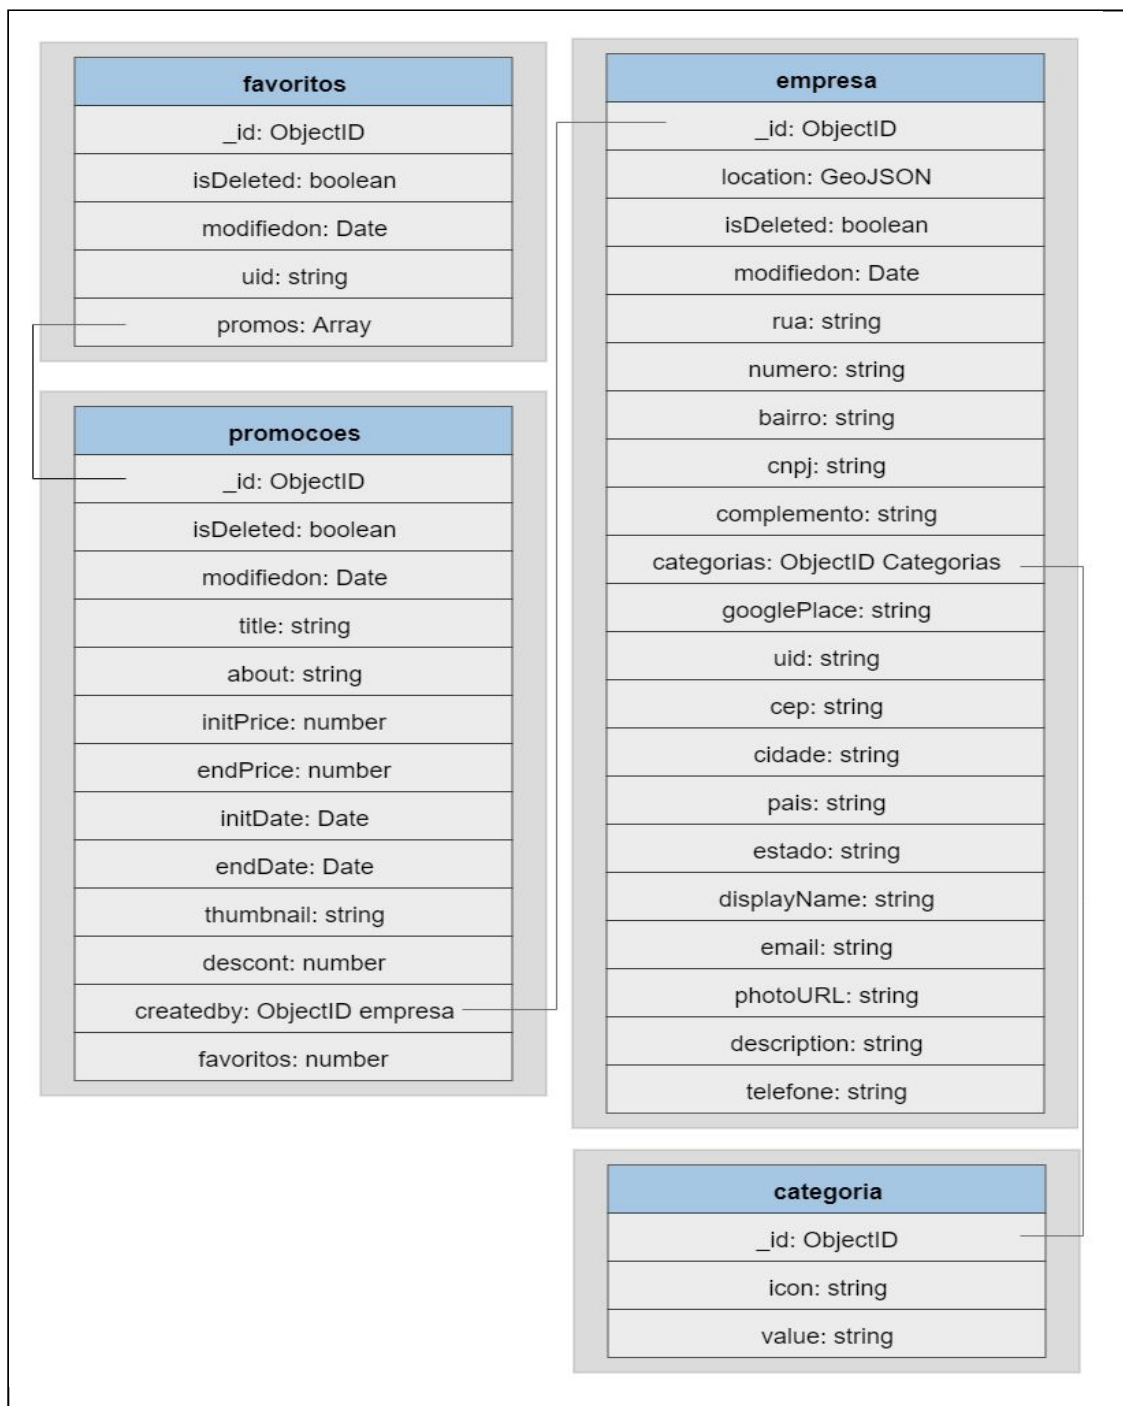 favoritos
_id: ObjectID
isDeleted: boolean
modifiedon: Date
uid: string
promos: Array
promocoes
_id: ObjectID
isDeleted: boolean
modifiedon: Date
title: string
about: string
initPrice: number
endPrice: number
initDate: Date
endDate: Date
thumbnail: string
descont: number
createdby: ObjectID empresa
favoritos: number
empresa
_id: ObjectID
location: GeoJSON
isDeleted: boolean
modifiedon: Date
rua: string
numero: string
bairro: string
cnpj: string
complemento: string
categorias: ObjectID Categorias
googlePlace: string
uid: string
cep: string
cidade: string
pais: string
estado: string
displayName: string
email: string
photoURL: string
description: string
telefone: string
categoria
_id: ObjectID
icon: string
value: string